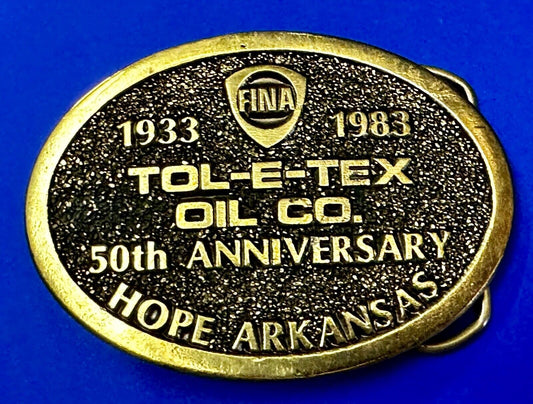 FINA
1933 1983
TOL-E-TEX
OIL CO.
50th ANNIVERSARY
HOPE ARKANSAS